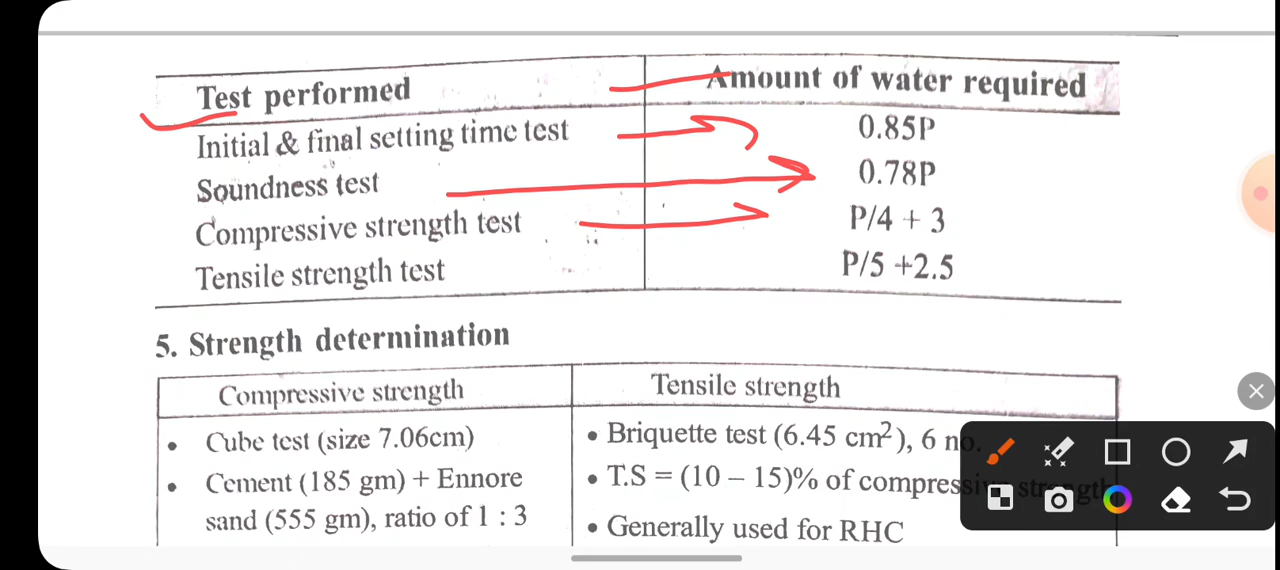 Test performed Amount of water required
Initial & final setting time test 0.85P
Soundness test 0.78P
Compressive strength test P/4 + 3
Tensile strength test P/5 +2.5
5. Strength determination
Compressive strength Tensile strength
• Cube test (size 7.06cm) • Briquette test (6.45 cm²), 6 no.
• Cement (185 gm) + Ennore • T.S = (10 – 15)% of compressive strength
sand (555 gm), ratio of 1 : 3 • Generally used for RHC